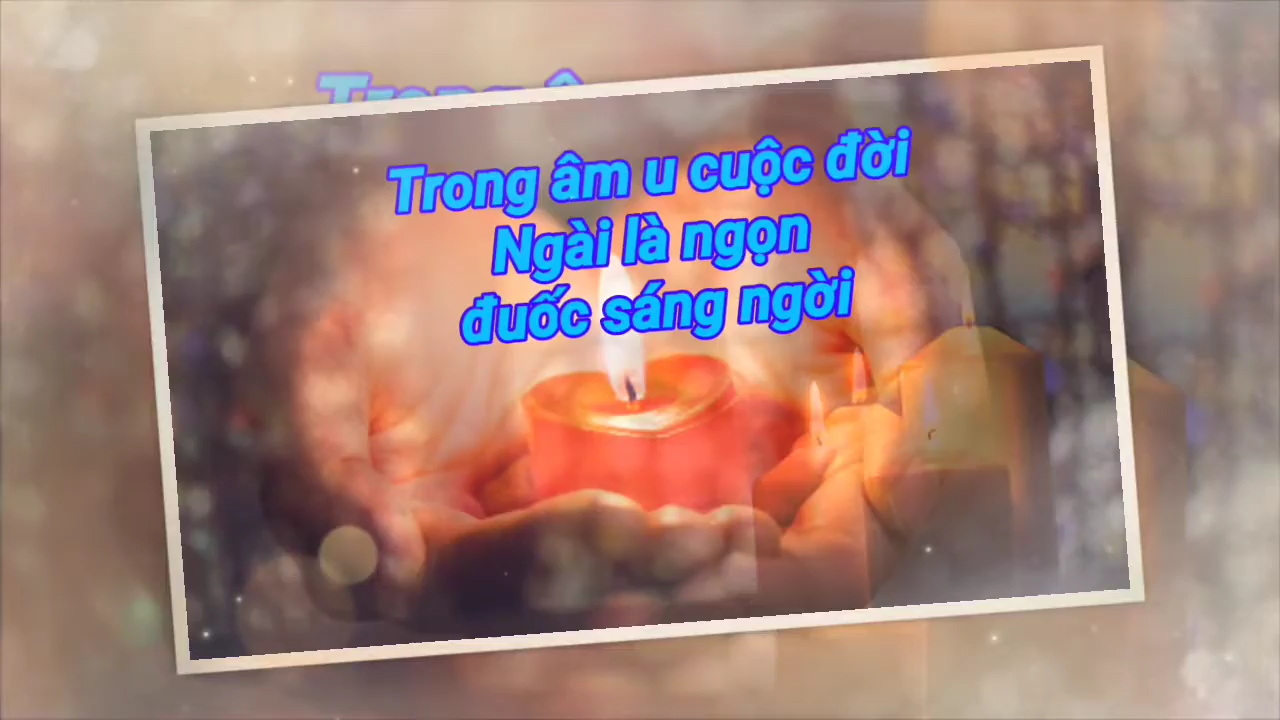 Trong âm u cuộc đời
Ngài là ngọn
đuốc sáng ngời